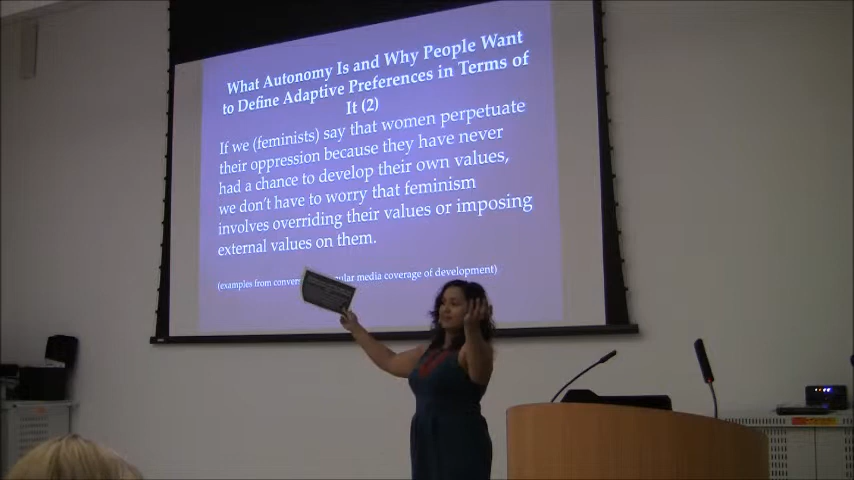 What Autonomy Is and Why People Want
to Define Adaptive Preferences in Terms of
It (2)
If we (feminists) say that women perpetuate
their oppression because they have never
had a chance to develop their own values,
we don't have to worry that feminism
involves overriding their values or imposing
external values on them.
(examples from media coverage of development)